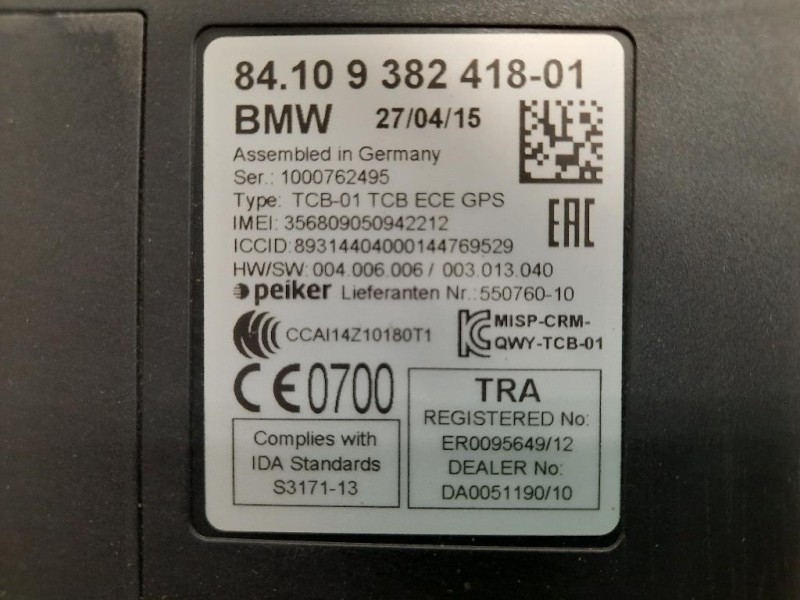 84.10 9 382 418-01
BMW 27/04/15
Assembled in Germany
Ser.: 1000762495
Type: TCB-01 TCB ECE GPS
IMEI: 356809050942212
ICCID:89314404000144769529
EAC
HW/SW: 004.006.006/ 003.013.040
peiker Lieferanten Nr.:550760-10
CCAI14Z10180T1
MISP-CRM-
QWY-TCB-01
CE0700
Complies with
IDA Standards
S3171-13
TRA
REGISTERED No:
ER0095649/12
DEALER No:
DA0051190/10